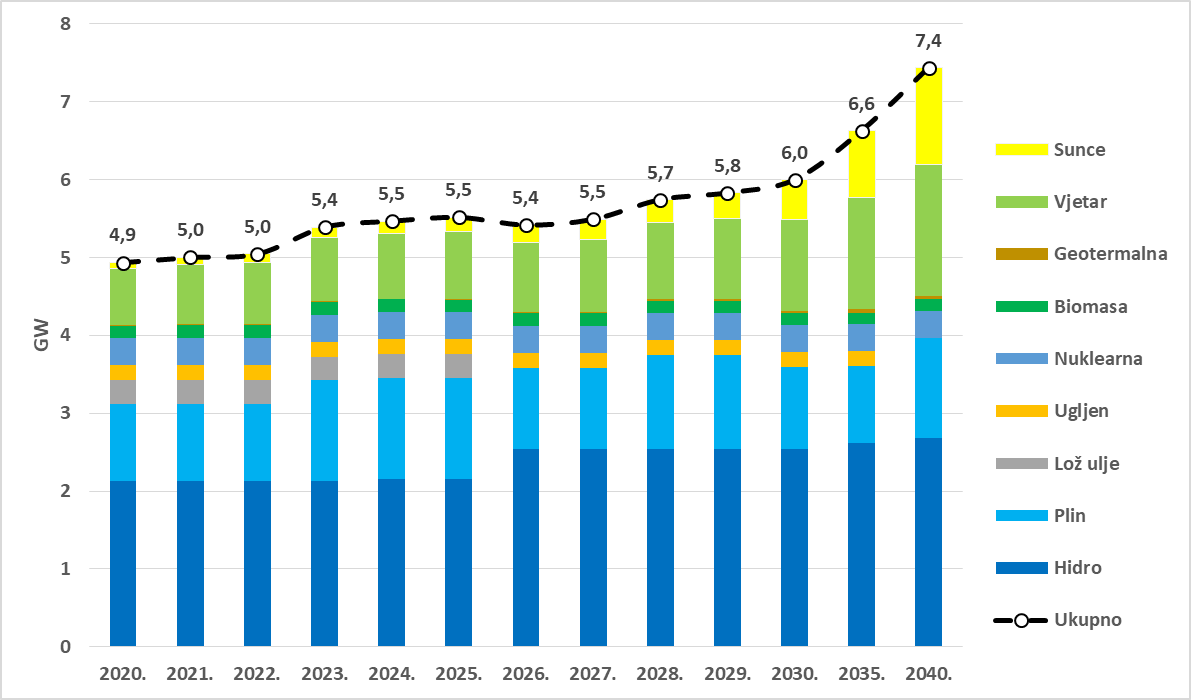 8
7
6
5
4
3
2
1
0
GW
4,9
5,0
5,0
5,4
5,5
5,5
5,4
5,5
5,7
5,8
6,0
6,6
7,4
2020. 2021. 2022. 2023. 2024. 2025. 2026. 2027. 2028. 2029. 2030. 2035. 2040.
Sunce
Vjetar
Geotermalna
Biomasa
Nuklearna
Ugljen
Lož ulje
Plin
Hidro
Ukupno